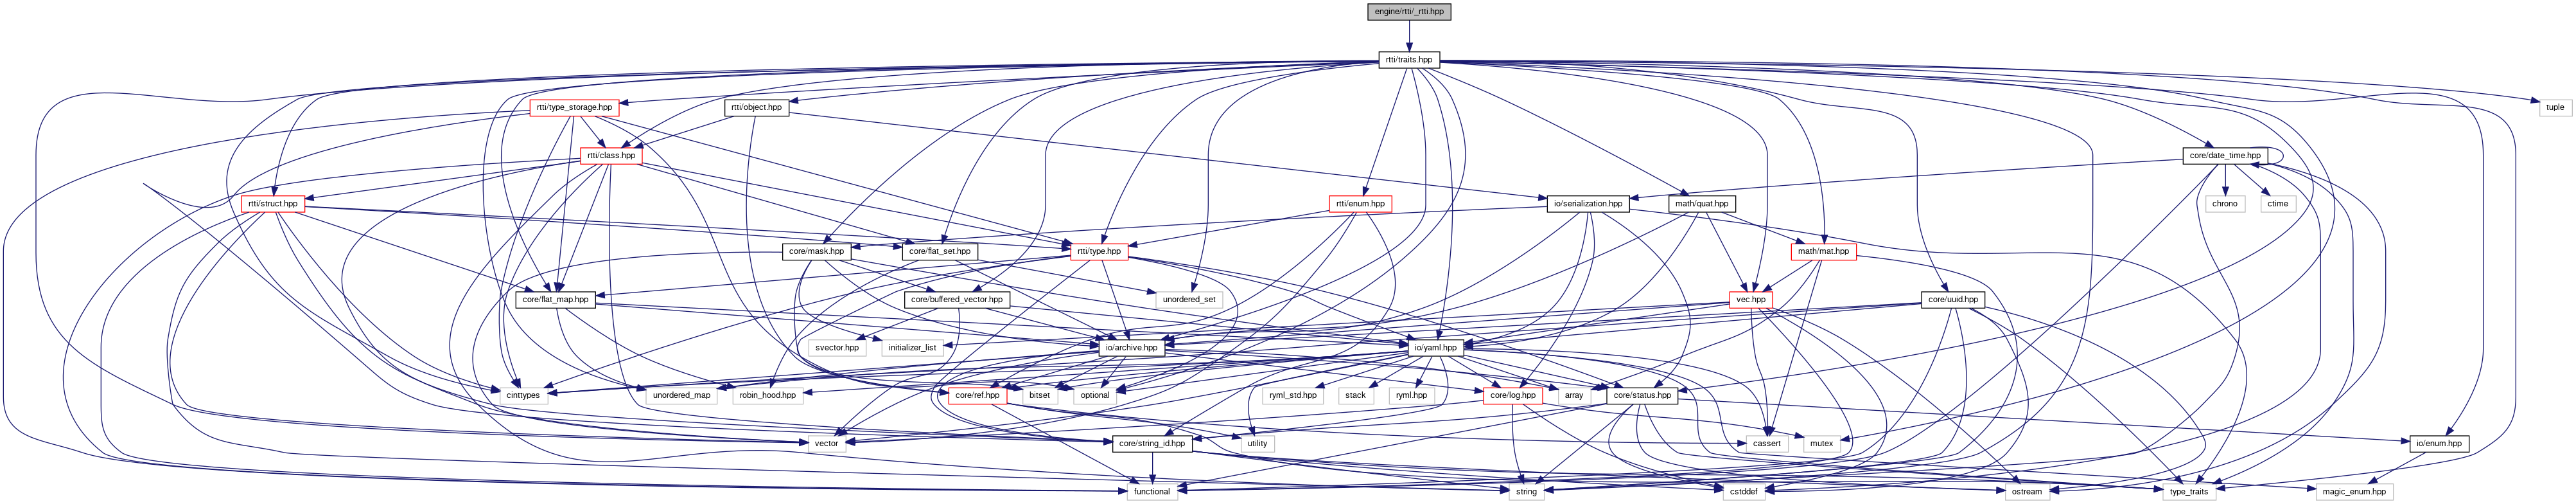 engine/rtti/_rtti.hpp
rtti/traits.hpp
rtti/type_storage.hpp
rtti/object.hpp
tuple
rtti/class.hpp
core/date_time.hpp
rtti/struct.hpp
rtti/enum.hpp
io/serialization.hpp
math/quat.hpp
chrono
ctime
core/mask.hpp
core/flat_set.hpp
rtti/type.hpp
math/mat.hpp
core/flat_map.hpp
core/buffered_vector.hpp
unordered_set
vec.hpp
core/uuid.hpp
svector.hpp
initializer_list
io/archive.hpp
io/yaml.hpp
cinttypes
unordered_map
robin_hood.hpp
core/ref.hpp
bitset
optional
ryml_std.hpp
stack
ryml.hpp
core/log.hpp
array
core/status.hpp
vector
core/string_id.hpp
utility
cassert
mutex
io/enum.hpp
functional
string
cstddef
ostream
type_traits
magic_enum.hpp